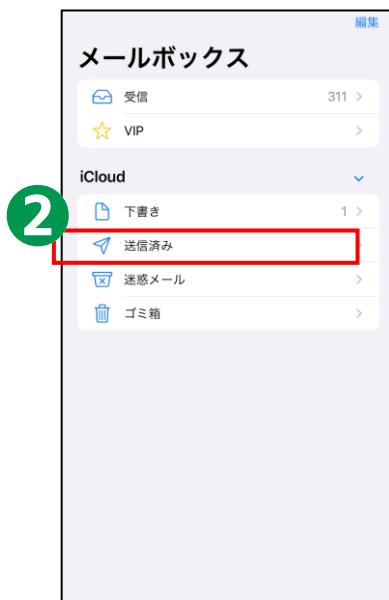 編集
メールボックス
受信 311
VIP
iCloud
下書き 1
2
送信済み
迷惑メール
ゴミ箱